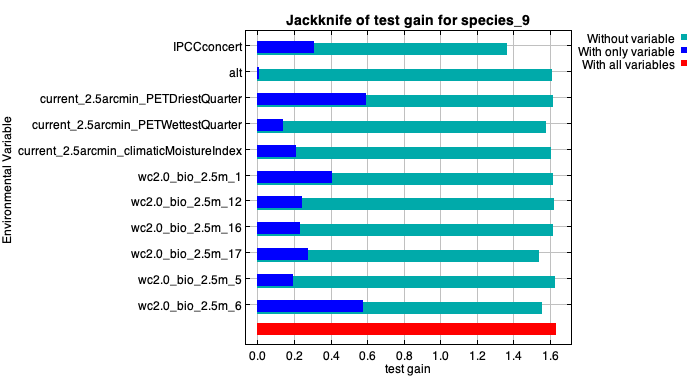 Jackknife of test gain for species_9
Without variable
With only variable
With all variables
Environmental Variable
IPCCconcert
alt
current_2.5arcmin_PETDriestQuarter
current_2.5arcmin_PETWettestQuarter
current_2.5arcmin_climaticMoistureIndex
wc2.0_bio_2.5m_1
wc2.0_bio_2.5m_12
wc2.0_bio_2.5m_16
wc2.0_bio_2.5m_17
wc2.0_bio_2.5m_5
wc2.0_bio_2.5m_6
0.0 0.2 0.4 0.6 0.8 1.0 1.2 1.4 1.6
test gain